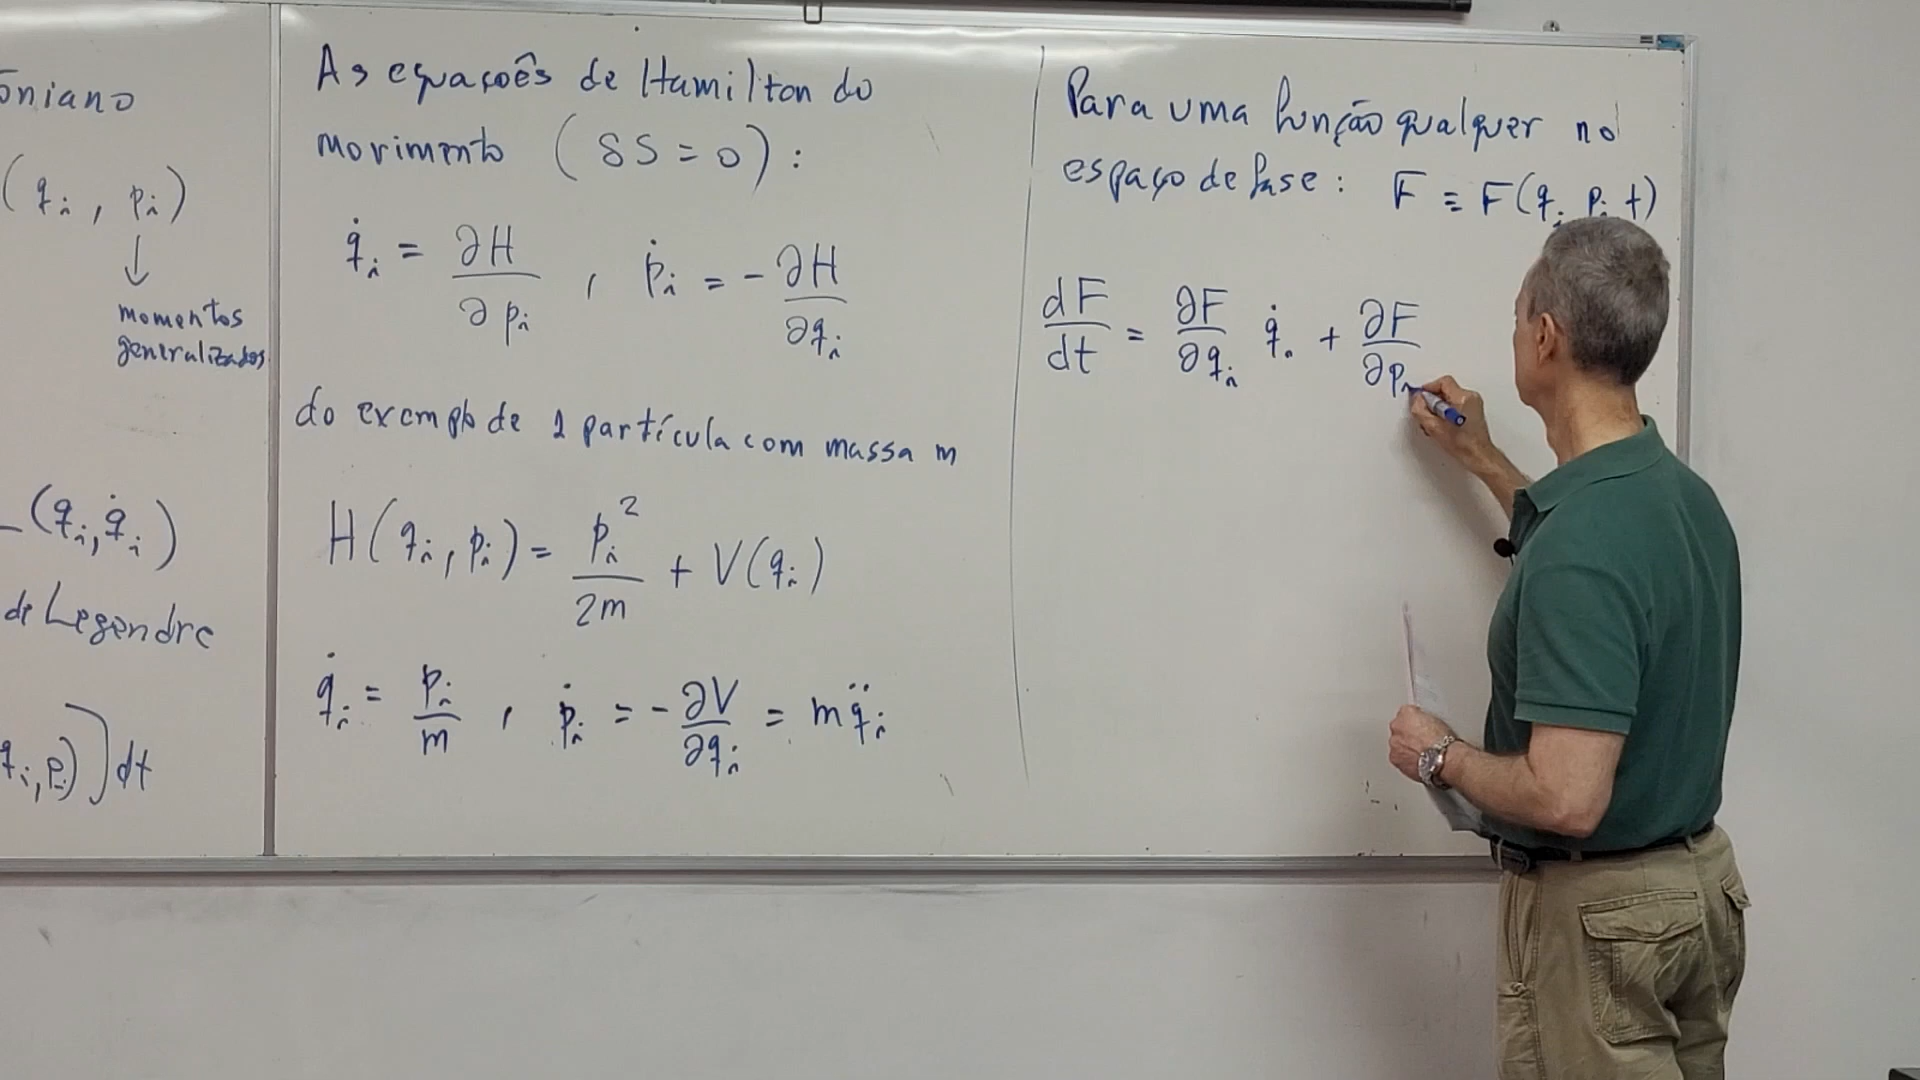 oniano
(qi, pi)
↓
momentos
generalizados
(qi, q̇i)
de Legendre
qi, pi)]dt
As equações de Hamilton do
movimento (δS = 0):
q̇i = ∂H/∂pi , ṗi = -∂H/∂qi
do exemplo de 1 partícula com massa m
H(qi, pi) = pi²/2m + V(qi)
q̇i = pi/m , ṗi = -∂V/∂qi = mq̈i
Para uma função qualquer no
espaço de fase: F ≡ F(qi pi t)
dF/dt = ∂F/∂qi q̇i + ∂F/∂pi